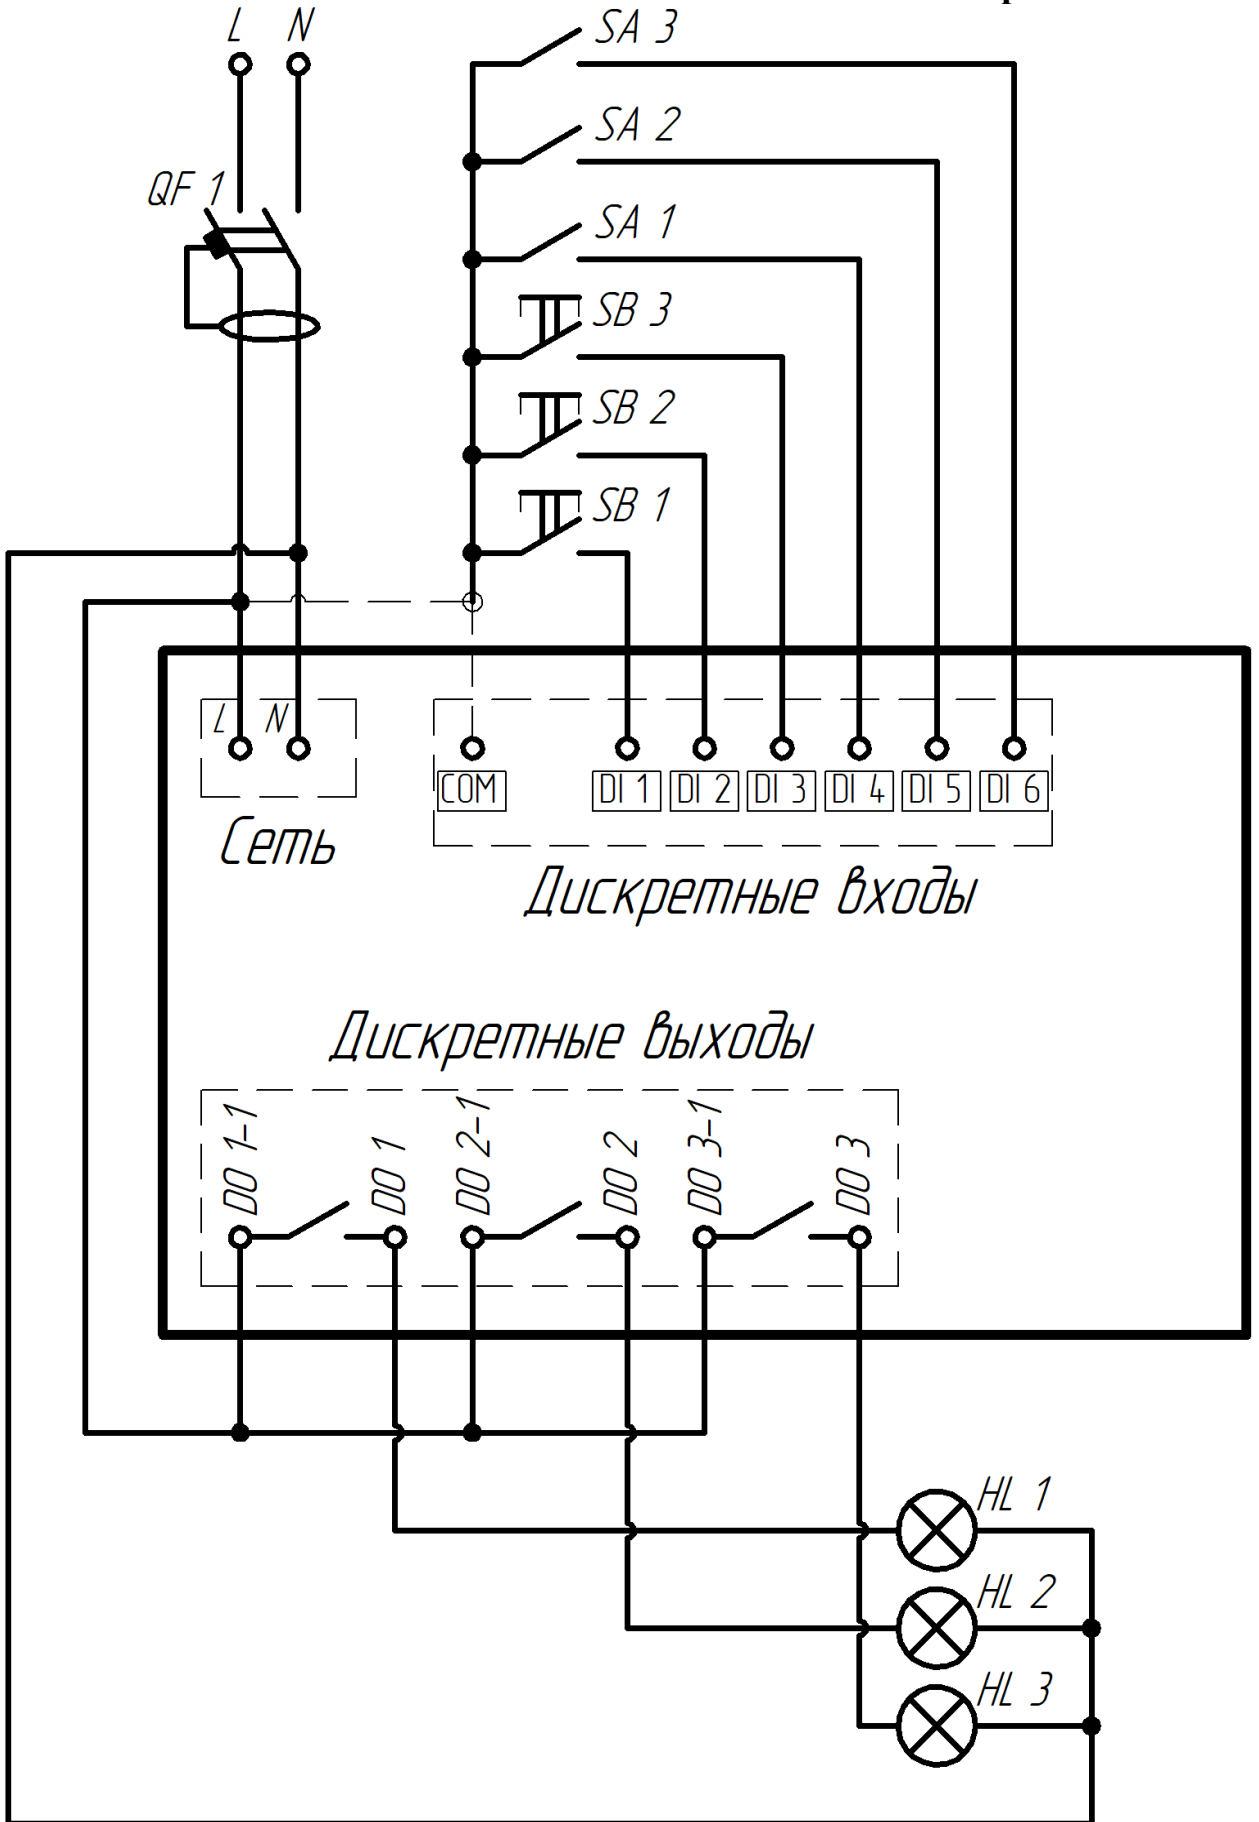 L N
SA 3
SA 2
QF 1
SA 1
SB 3
SB 2
SB 1
L N
COM DI 1 DI 2 DI 3 DI 4 DI 5 DI 6
Сеть
Дискретные входы
Дискретные выходы
DO 1-1 DO 1 DO 2-1 DO 2 DO 3-1 DO 3
HL 1
HL 2
HL 3